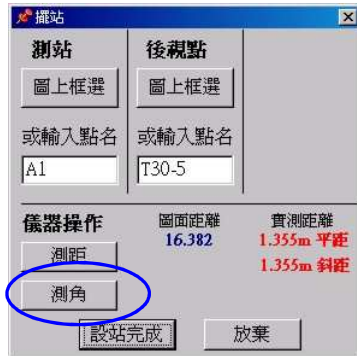 擺站
測站 後視點
圖上框選 圖上框選
或輸入點名 或輸入點名
A1 T30-5
儀器操作 圖面距離 實測距離
測距 16.382 1.355m 平距
1.355m 斜距
測角
設站完成 放棄